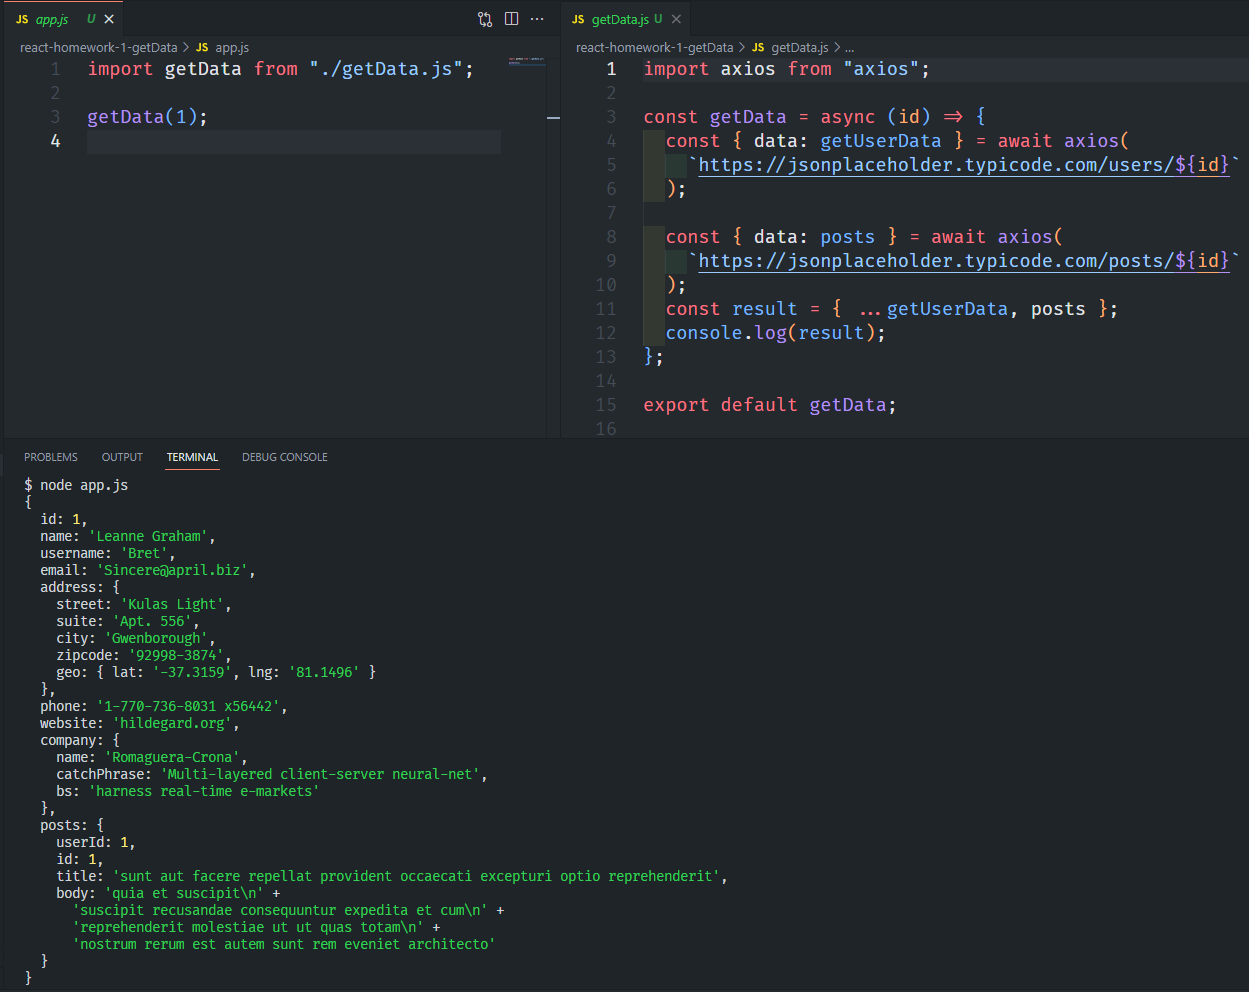 JS app.js U
JS getData.js U
react-homework-1-getData > JS app.js
1 import getData from "./getData.js";
2
3 getData(1);
4
react-homework-1-getData > JS getData.js > ...
1 import axios from "axios";
2
3 const getData = async (id) => {
4 const { data: getUserData } = await axios(
5 `https://jsonplaceholder.typicode.com/users/${id}`
6 );
7
8 const { data: posts } = await axios(
9 `https://jsonplaceholder.typicode.com/posts/${id}`
10 );
11 const result = { ...getUserData, posts };
12 console.log(result);
13 };
14
15 export default getData;
16
PROBLEMS OUTPUT TERMINAL DEBUG CONSOLE
$ node app.js
{
id: 1,
name: 'Leanne Graham',
username: 'Bret',
email: 'Sincere@april.biz',
address: {
street: 'Kulas Light',
suite: 'Apt. 556',
city: 'Gwenborough',
zipcode: '92998-3874',
geo: { lat: '-37.3159', lng: '81.1496' }
},
phone: '1-770-736-8031 x56442',
website: 'hildegard.org',
company: {
name: 'Romaguera-Crona',
catchPhrase: 'Multi-layered client-server neural-net',
bs: 'harness real-time e-markets'
},
posts: {
userId: 1,
id: 1,
title: 'sunt aut facere repellat provident occaecati excepturi optio reprehenderit',
body: 'quia et suscipit\n' +
'suscipit recusandae consequuntur expedita et cum\n' +
'reprehenderit molestiae ut ut quas totam\n' +
'nostrum rerum est autem sunt rem eveniet architecto'
}
}